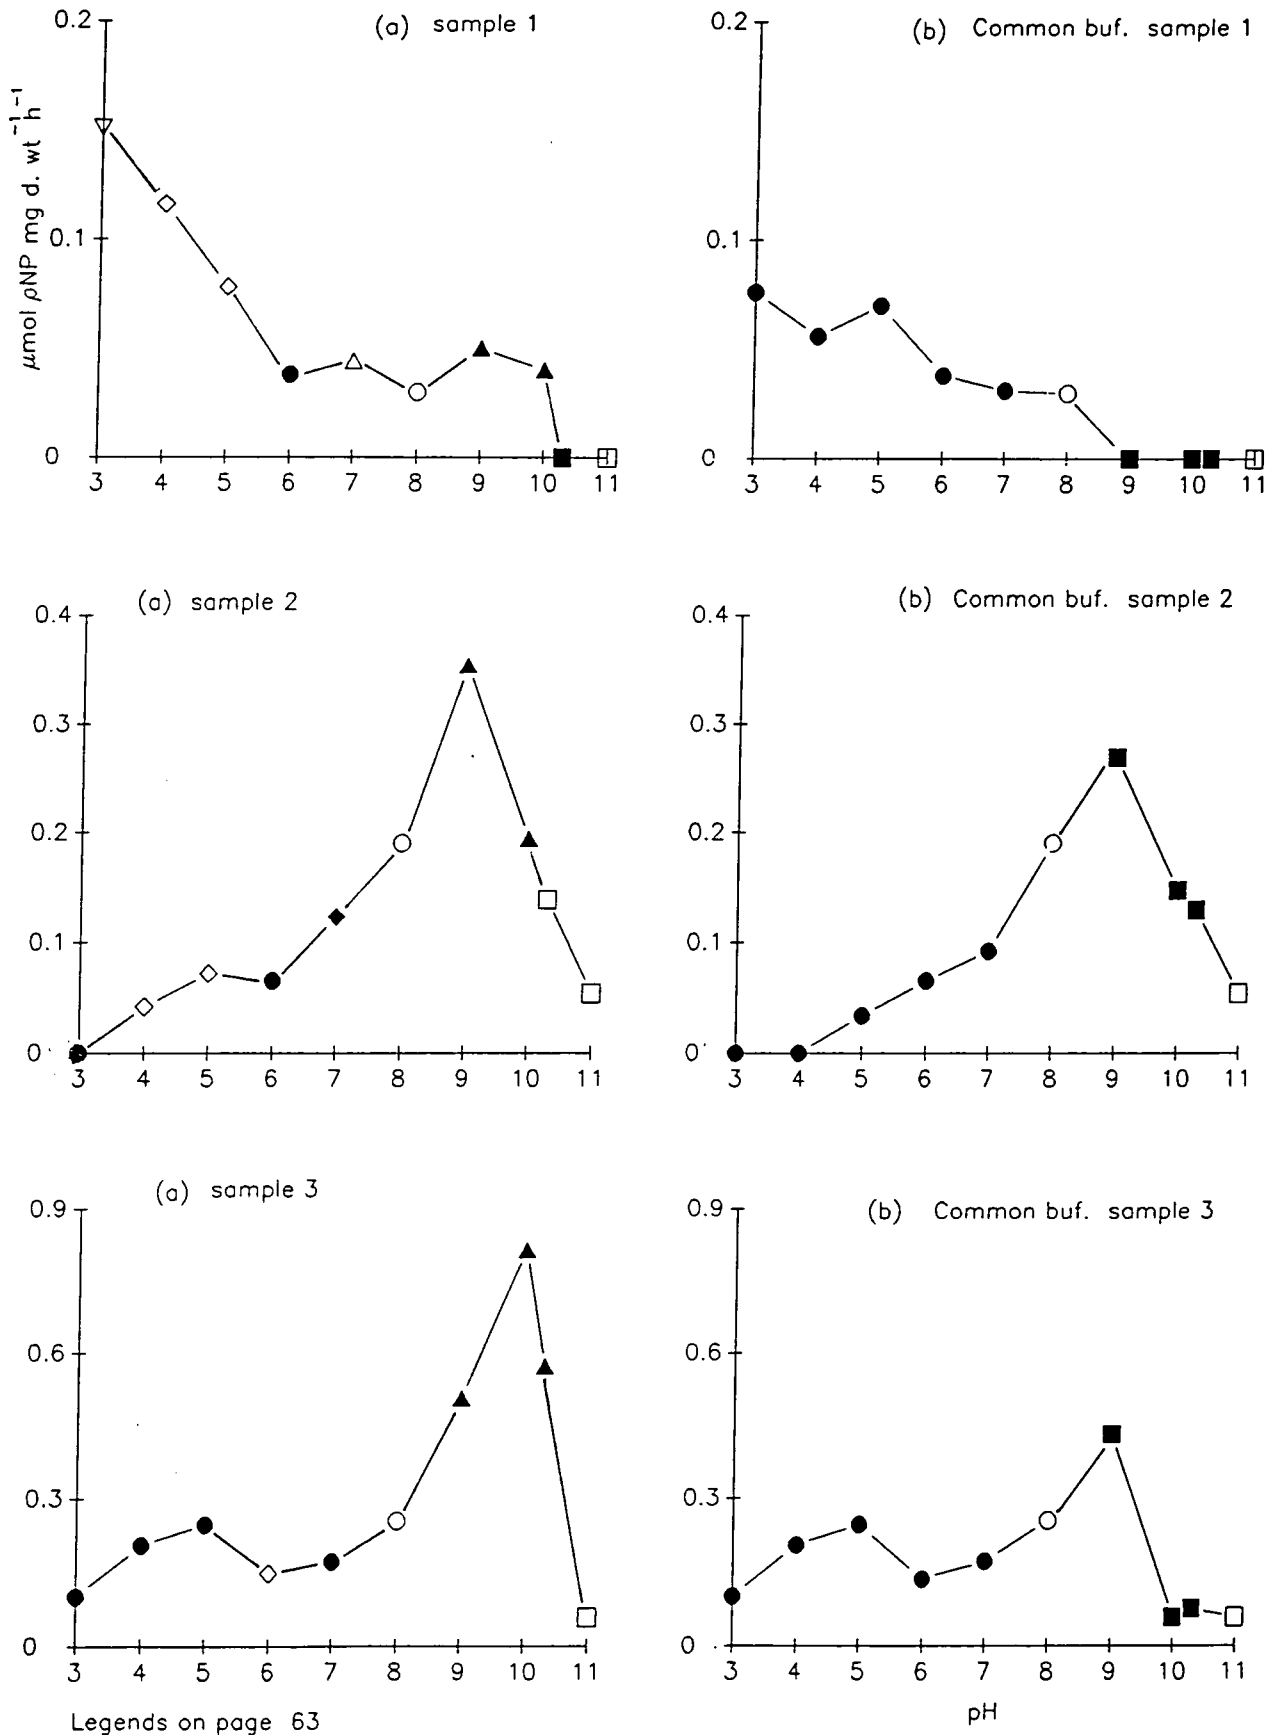 (a) sample 1
0.2
0.1
0
μmol ρNP mg d. wt⁻¹h⁻¹
3 4 5 6 7 8 9 10 11
(b) Common buf. sample 1
0.2
0.1
0
3 4 5 6 7 8 9 10 11
(a) sample 2
0.4
0.3
0.2
0.1
0
3 4 5 6 7 8 9 10 11
(b) Common buf. sample 2
0.4
0.3
0.2
0.1
0
3 4 5 6 7 8 9 10 11
(a) sample 3
0.9
0.6
0.3
0
3 4 5 6 7 8 9 10 11
(b) Common buf. sample 3
0.9
0.6
0.3
0
3 4 5 6 7 8 9 10 11
pH
Legends on page 63